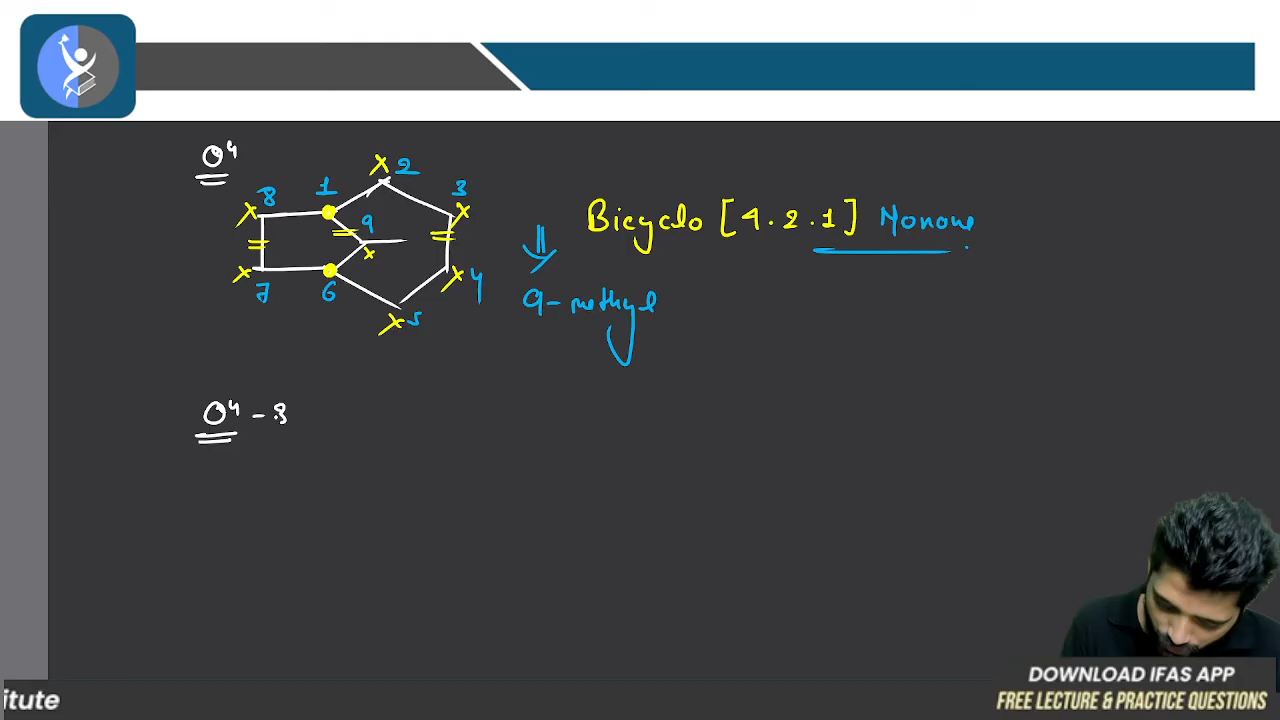 Q4
X 2
8 1 3
X X
9
x
X X 4
7 6
X 5
Bicyclo [4.2.1] Nonane
9-methyl
Q4 - 8
DOWNLOAD IFAS APP
itute
FREE LECTURE & PRACTICE QUESTIONS